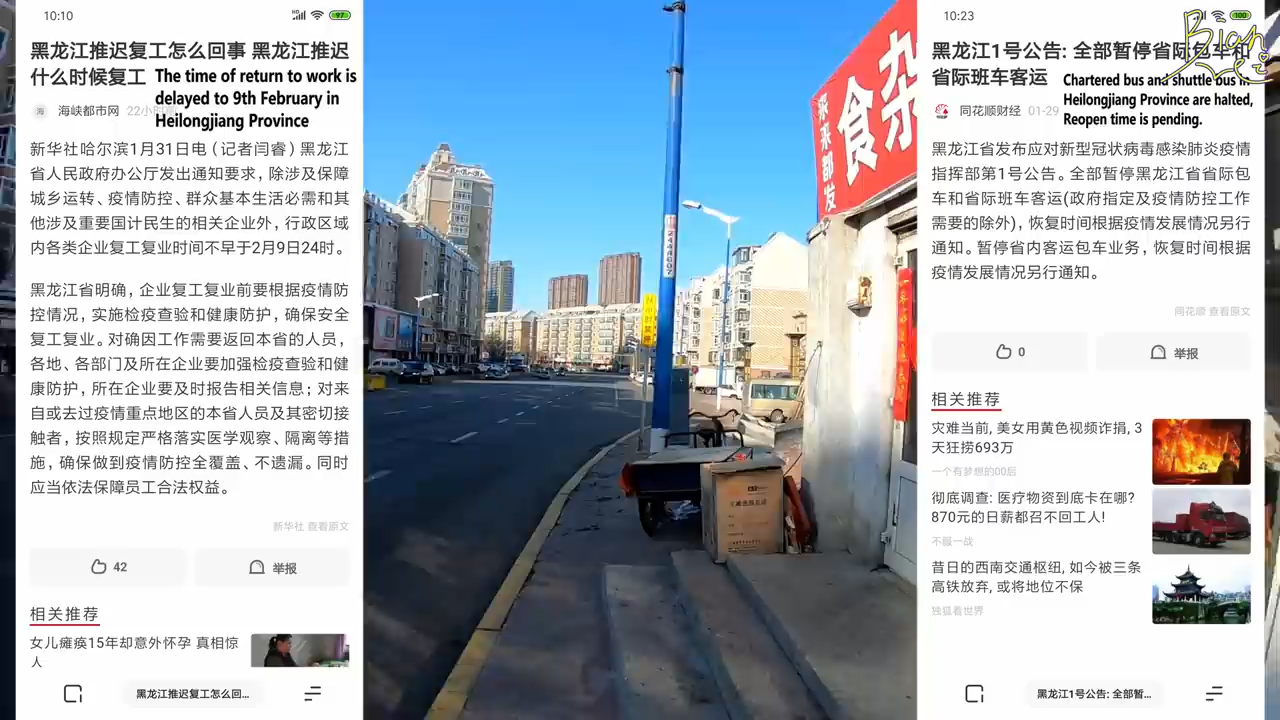 10:10
97
黑龙江推迟复工怎么回事 黑龙江推迟
什么时候复工
The time of return to work is
delayed to 9th February in
Heilongjiang Province
海峡都市网 22小时前
新华社哈尔滨1月31日电（记者闫睿）黑龙江
省人民政府办公厅发出通知要求，除涉及保障
城乡运转、疫情防控、群众基本生活必需和其
他涉及重要国计民生的相关企业外，行政区域
内各类企业复工复业时间不早于2月9日24时。
黑龙江省明确，企业复工复业前要根据疫情防
控情况，实施检疫查验和健康防护，确保安全
复工复业。对确因工作需要返回本省的人员，
各地、各部门及所在企业要加强检疫查验和健
康防护，所在企业要及时报告相关信息；对来
自或去过疫情重点地区的本省人员及其密切接
触者，按照规定严格落实医学观察、隔离等措
施，确保做到疫情防控全覆盖、不遗漏。同时
应当依法保障员工合法权益。
新华社 查看原文
42
举报
相关推荐
女儿瘫痪15年却意外怀孕 真相惊
人
黑龙江推迟复工怎么回...
食杂
张来都发
10:23
100
Bian
黑龙江1号公告: 全部暂停省际包车和
省际班车客运
Chartered bus and shuttle bus in
Heilongjiang Province are halted,
Reopen time is pending.
同花顺财经 01-29
黑龙江省发布应对新型冠状病毒感染肺炎疫情
指挥部第1号公告。全部暂停黑龙江省省际包
车和省际班车客运(政府指定及疫情防控工作
需要的除外)，恢复时间根据疫情发展情况另行
通知。暂停省内客运包车业务，恢复时间根据
疫情发展情况另行通知。
同花顺 查看原文
0
举报
相关推荐
灾难当前, 美女用黄色视频诈捐, 3
天狂捞693万
一个有梦想的00后
彻底调查: 医疗物资到底卡在哪?
870元的日薪都召不回工人!
不服一战
昔日的西南交通枢纽, 如今被三条
高铁放弃, 或将地位不保
独狐看世界
黑龙江1号公告: 全部暂...